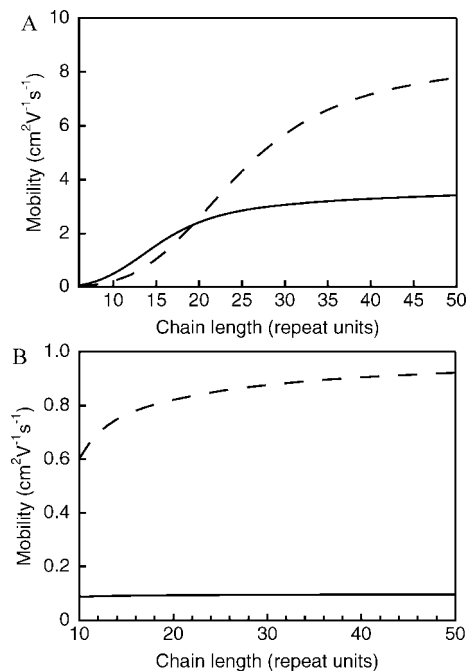 A
10
8
6
4
2
0
Mobility (cm²V⁻¹s⁻¹)
10 15 20 25 30 35 40 45 50
Chain length (repeat units)
B
1.0
0.8
0.6
0.4
0.2
0
Mobility (cm²V⁻¹s⁻¹)
10 20 30 40 50
Chain length (repeat units)